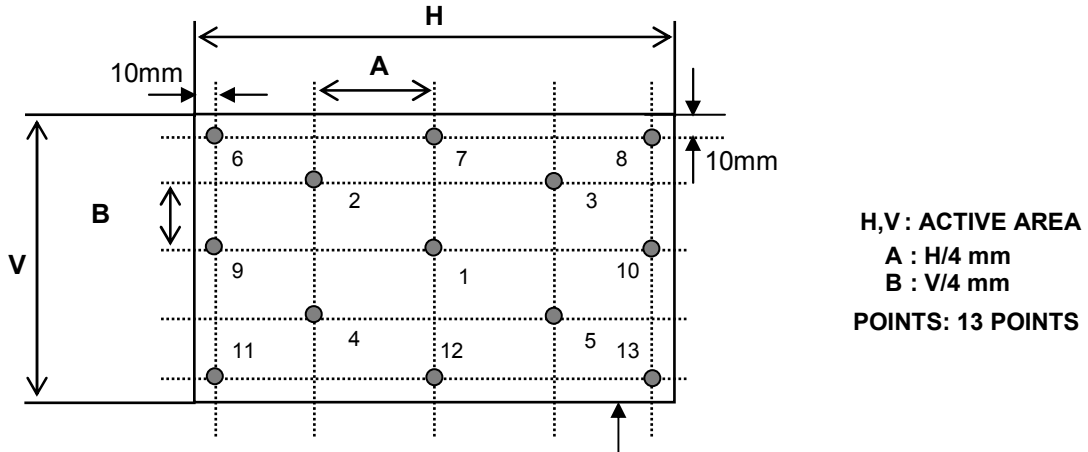 H
10mm
A
6
7
8
10mm
2
3
B
H,V : ACTIVE AREA
V
9
1
10
A : H/4 mm
B : V/4 mm
POINTS: 13 POINTS
4
5
11
12
13